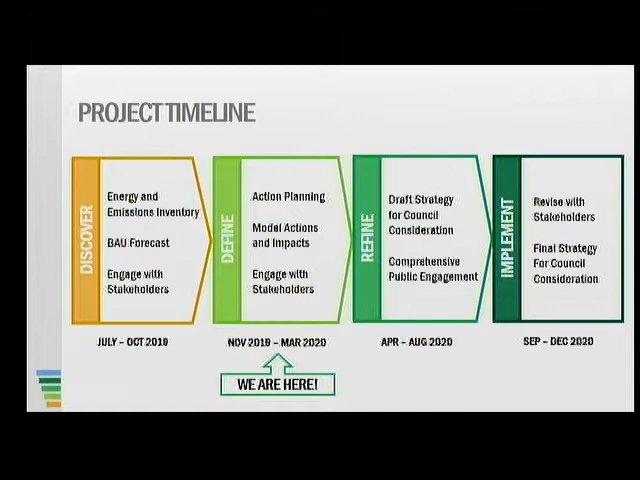 PROJECT TIMELINE
DISCOVER
Energy and
Emissions Inventory
BAU Forecast
Engage with
Stakeholders
JULY – OCT 2019
DEFINE
Action Planning
Model Actions
and Impacts
Engage with
Stakeholders
NOV 2019 – MAR 2020
WE ARE HERE!
REFINE
Draft Strategy
for Council
Consideration
Comprehensive
Public Engagement
APR – AUG 2020
IMPLEMENT
Revise with
Stakeholders
Final Strategy
For Council
Consideration
SEP – DEC 2020